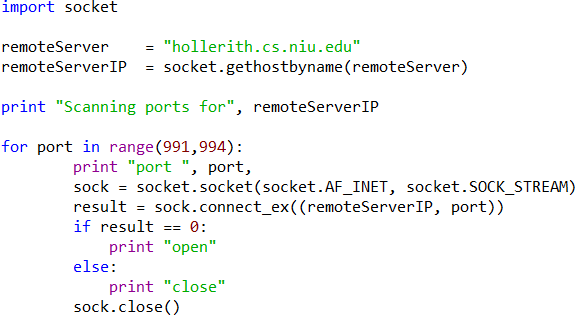 import socket

remoteServer    = "hollerith.cs.niu.edu"
remoteServerIP  = socket.gethostbyname(remoteServer)

print "Scanning ports for", remoteServerIP

for port in range(991,994):
        print "port ", port,
        sock = socket.socket(socket.AF_INET, socket.SOCK_STREAM)
        result = sock.connect_ex((remoteServerIP, port))
        if result == 0:
            print "open"
        else:
            print "close"
        sock.close()